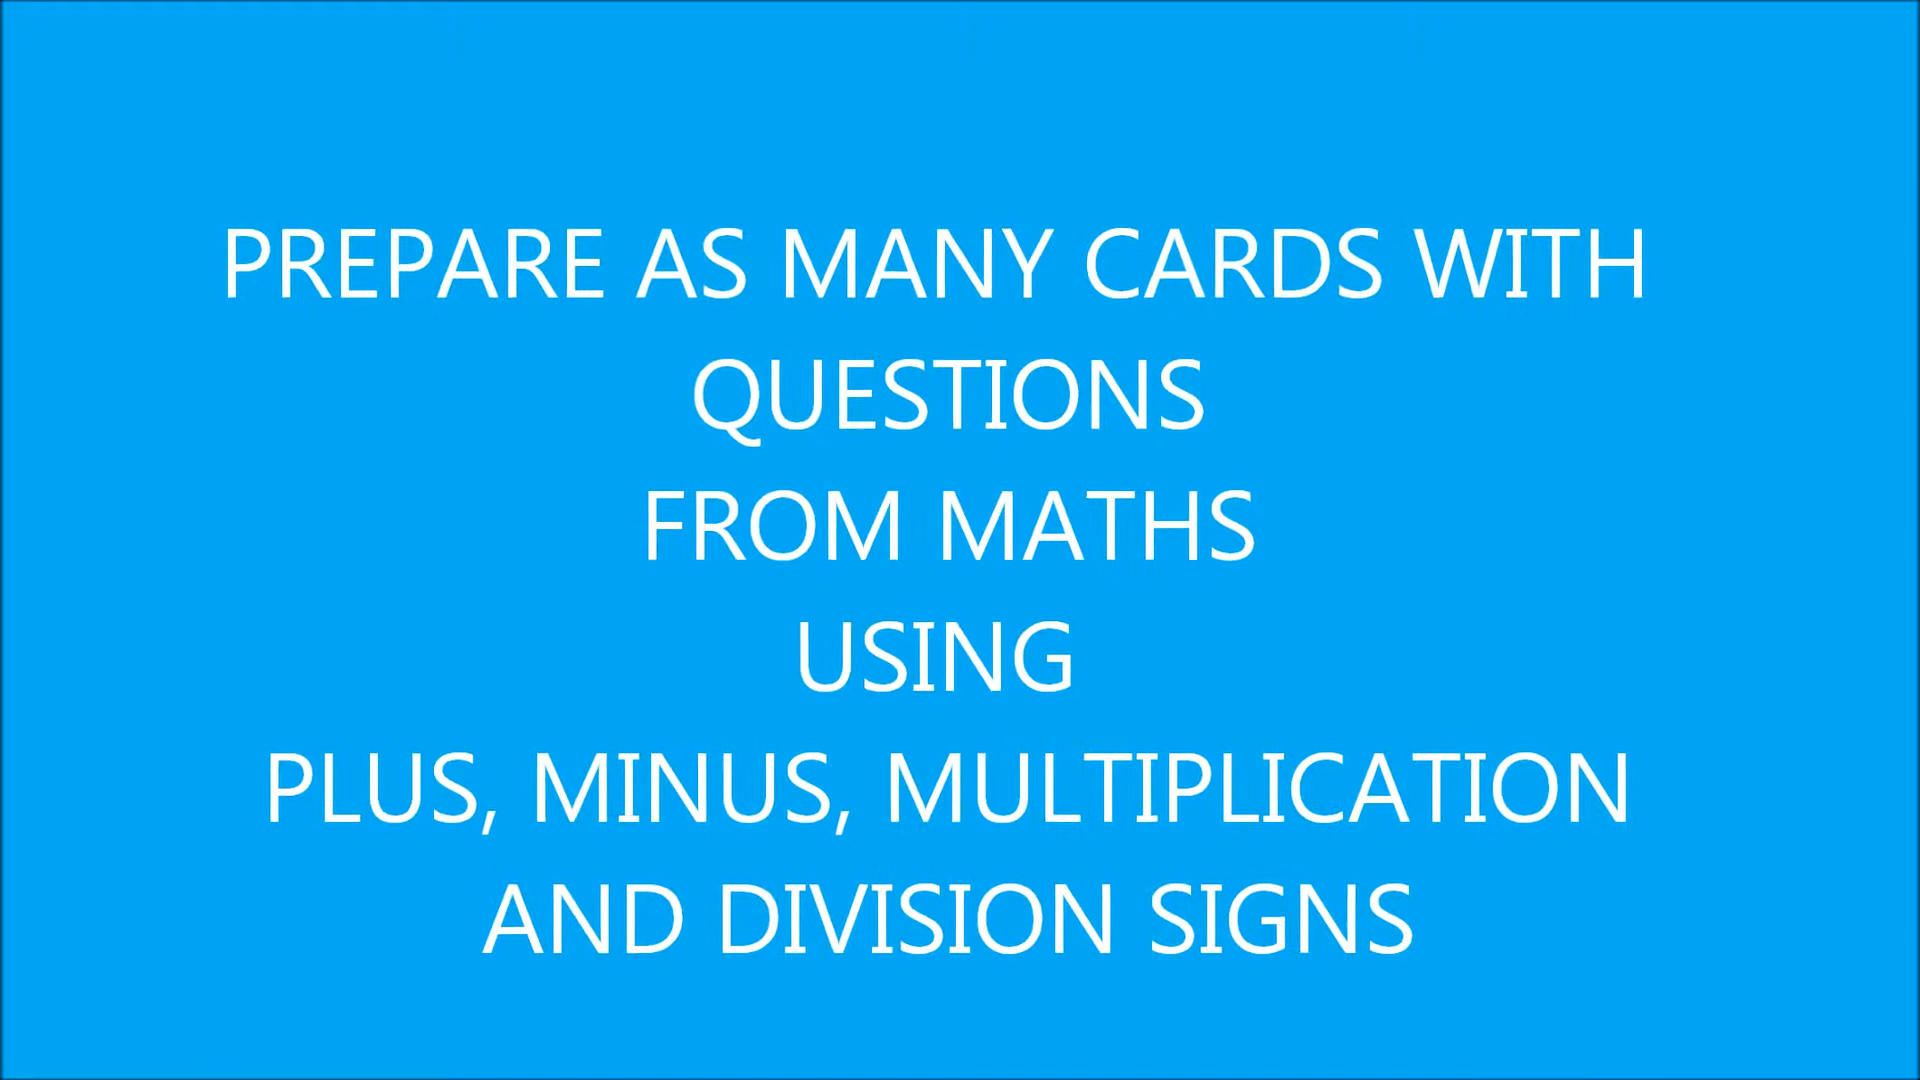 PREPARE AS MANY CARDS WITH
QUESTIONS
FROM MATHS
USING
PLUS, MINUS, MULTIPLICATION
AND DIVISION SIGNS